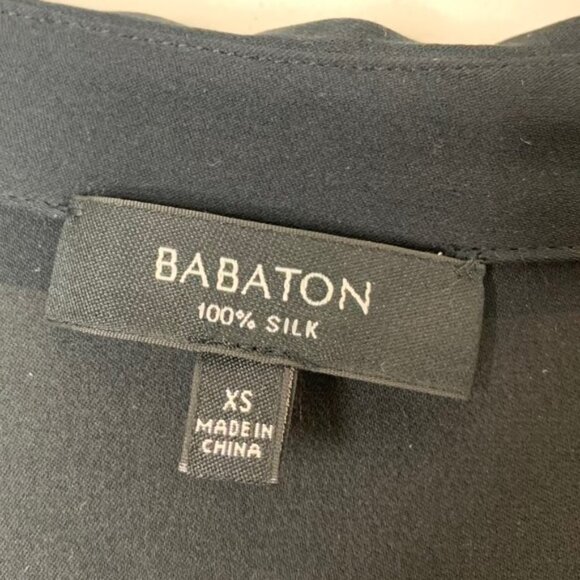 BABATON
100% SILK
XS
MADE IN
CHINA